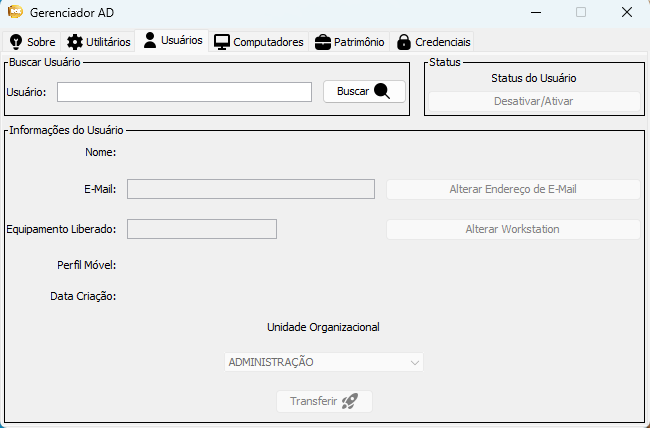 Gerenciador AD
Sobre Utilitários Usuários Computadores Patrimônio Credenciais
Buscar Usuário
Usuário: Buscar
Status
Status do Usuário
Desativar/Ativar
Informações do Usuário
Nome:
E-Mail: Alterar Endereço de E-Mail
Equipamento Liberado: Alterar Workstation
Perfil Móvel:
Data Criação:
Unidade Organizacional
ADMINISTRAÇÃO
Transferir